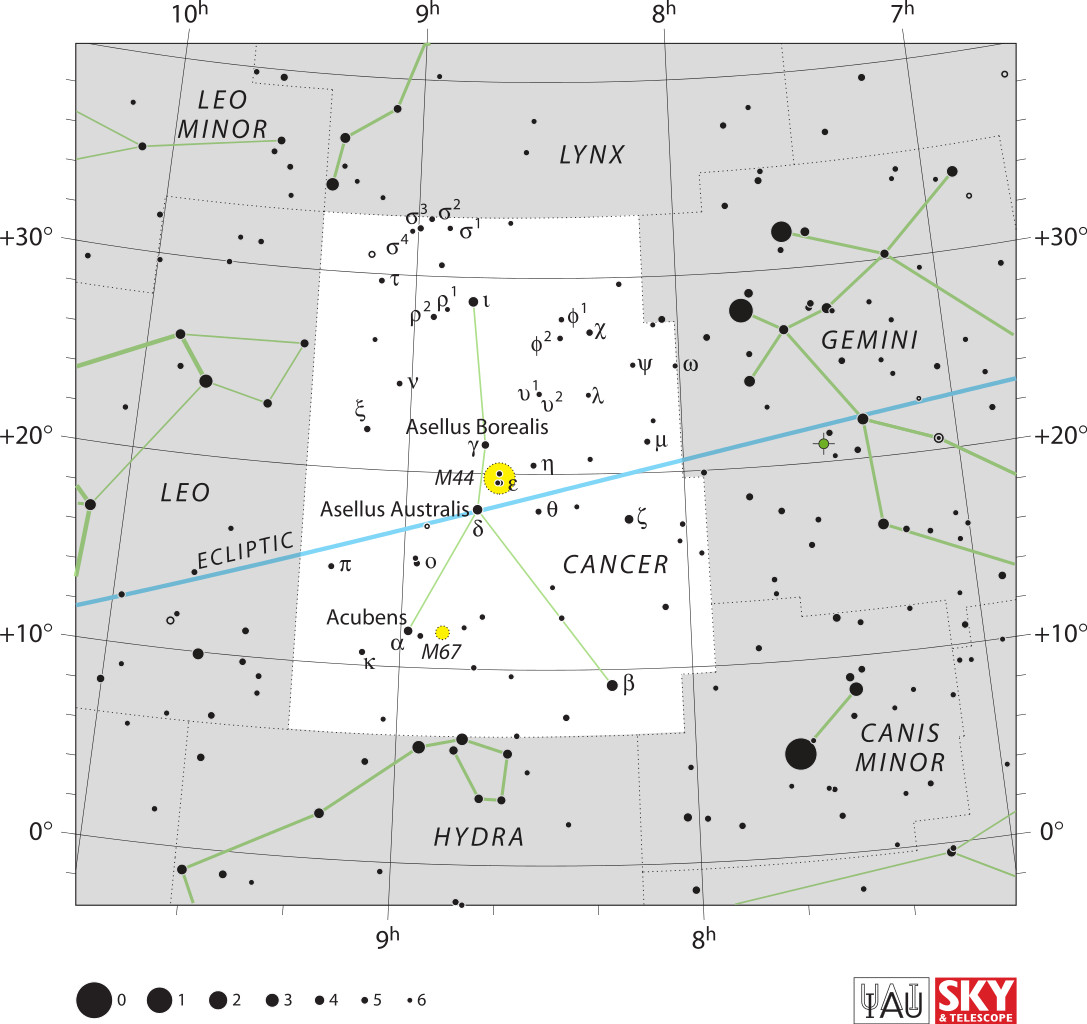 10ʰ 9ʰ 8ʰ 7ʰ
LEO
MINOR
LYNX
σ³ σ²
σ⁴ σ¹
+30° +30°
τ
ρ² ρ¹ ι
ϕ¹
χ
ϕ²
GEMINI
ψ ω
ν
υ¹ υ² λ
ξ
Asellus Borealis
+20° +20°
γ μ
M44 η
ε
LEO
Asellus Australis θ ζ
δ
ECLIPTIC
π ο CANCER
Acubens
+10° +10°
α M67
κ
β
CANIS
MINOR
0° 0°
HYDRA
9ʰ 8ʰ
0 1 2 3 4 5 6
IAU
SKY
& TELESCOPE